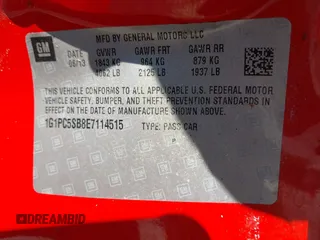 MFD BY GENERAL MOTORS LLC
GM
DATE GVWR GAWR FRT GAWR RR
05/13 1843 KG 964 KG 879 KG
4062 LB 2125 LB 1937 LB
THIS VEHICLE CONFORMS TO ALL APPLICABLE U.S. FEDERAL MOTOR
VEHICLE SAFETY, BUMPER, AND THEFT PREVENTION STANDARDS
IN EFFECT ON THE DATE OF MANUFACTURE SHOWN ABOVE.
1G1PC5SB8E7114515 TYPE: PASS CAR
DREAMBID